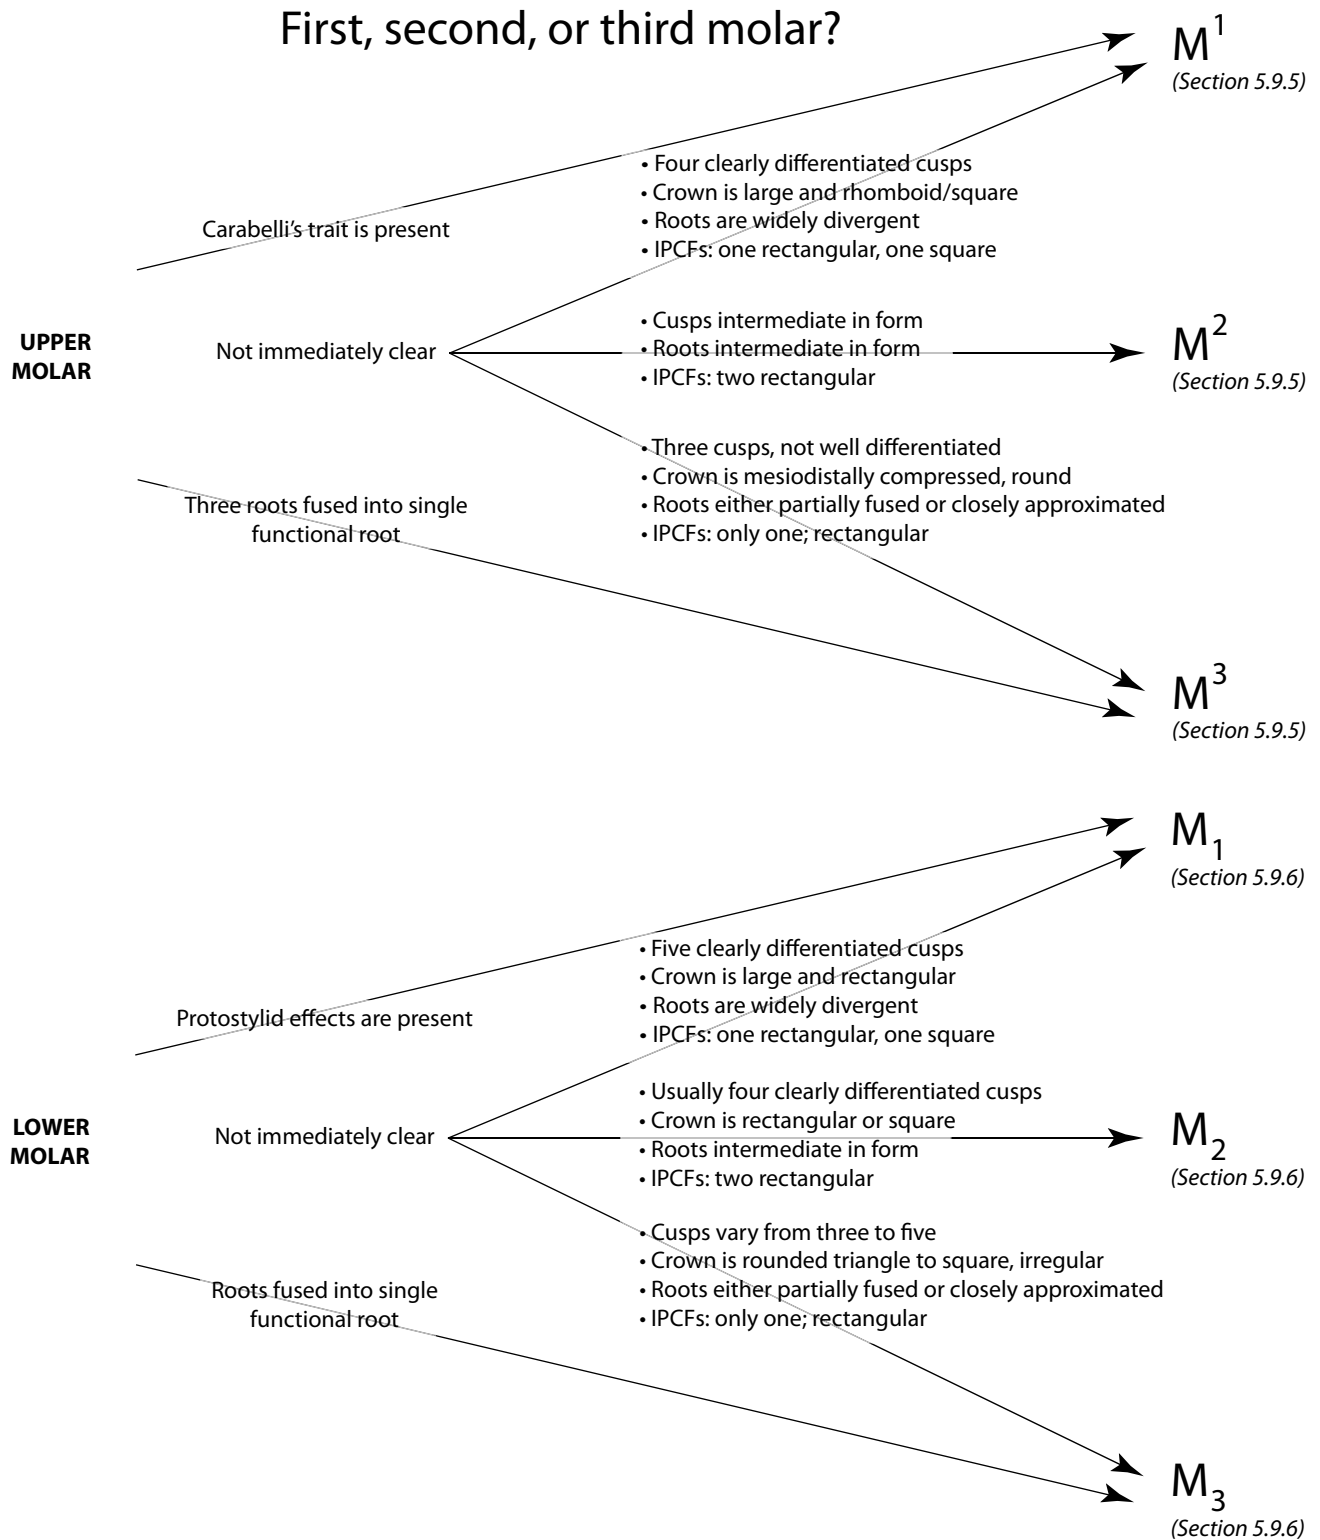 First, second, or third molar?
M1
(Section 5.9.5)
• Four clearly differentiated cusps
• Crown is large and rhomboid/square
• Roots are widely divergent
• IPCFs: one rectangular, one square
Carabelli's trait is present
UPPER
MOLAR
Not immediately clear
• Cusps intermediate in form
• Roots intermediate in form
• IPCFs: two rectangular
M2
(Section 5.9.5)
• Three cusps, not well differentiated
• Crown is mesiodistally compressed, round
• Roots either partially fused or closely approximated
• IPCFs: only one; rectangular
Three roots fused into single
functional root
M3
(Section 5.9.5)
M1
(Section 5.9.6)
• Five clearly differentiated cusps
• Crown is large and rectangular
• Roots are widely divergent
• IPCFs: one rectangular, one square
Protostylid effects are present
LOWER
MOLAR
Not immediately clear
• Usually four clearly differentiated cusps
• Crown is rectangular or square
• Roots intermediate in form
• IPCFs: two rectangular
M2
(Section 5.9.6)
• Cusps vary from three to five
• Crown is rounded triangle to square, irregular
• Roots either partially fused or closely approximated
• IPCFs: only one; rectangular
Roots fused into single
functional root
M3
(Section 5.9.6)